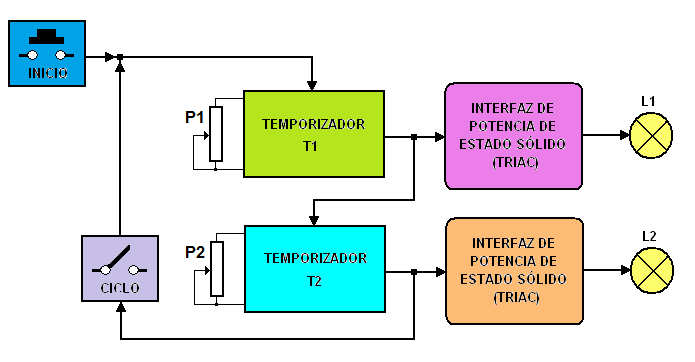 INICIO
P1
TEMPORIZADOR
T1
INTERFAZ DE
POTENCIA DE
ESTADO SÓLIDO
(TRIAC)
L1
CICLO
P2
TEMPORIZADOR
T2
INTERFAZ DE
POTENCIA DE
ESTADO SÓLIDO
(TRIAC)
L2